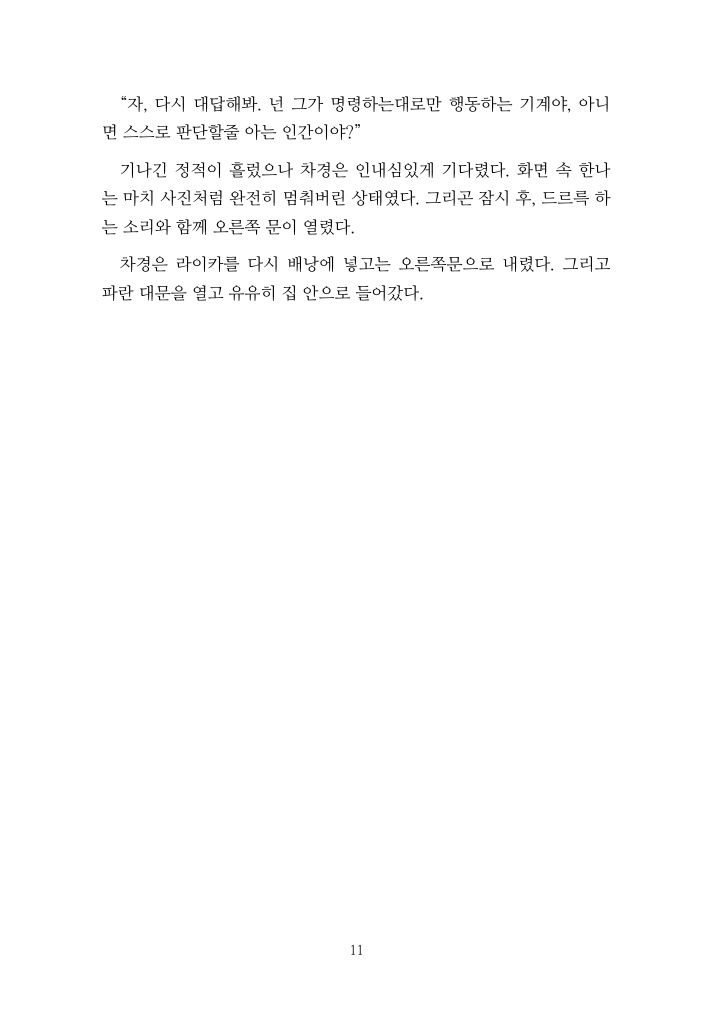 “자, 다시 대답해봐. 넌 그가 명령하는대로만 행동하는 기계야, 아니
면 스스로 판단할줄 아는 인간이야?”
기나긴 정적이 흘렀으나 차경은 인내심있게 기다렸다. 화면 속 한나
는 마치 사진처럼 완전히 멈춰버린 상태였다. 그리곤 잠시 후, 드르륵 하
는 소리와 함께 오른쪽 문이 열렸다.
차경은 라이카를 다시 배낭에 넣고는 오른쪽문으로 내렸다. 그리고
파란 대문을 열고 유유히 집 안으로 들어갔다.
11